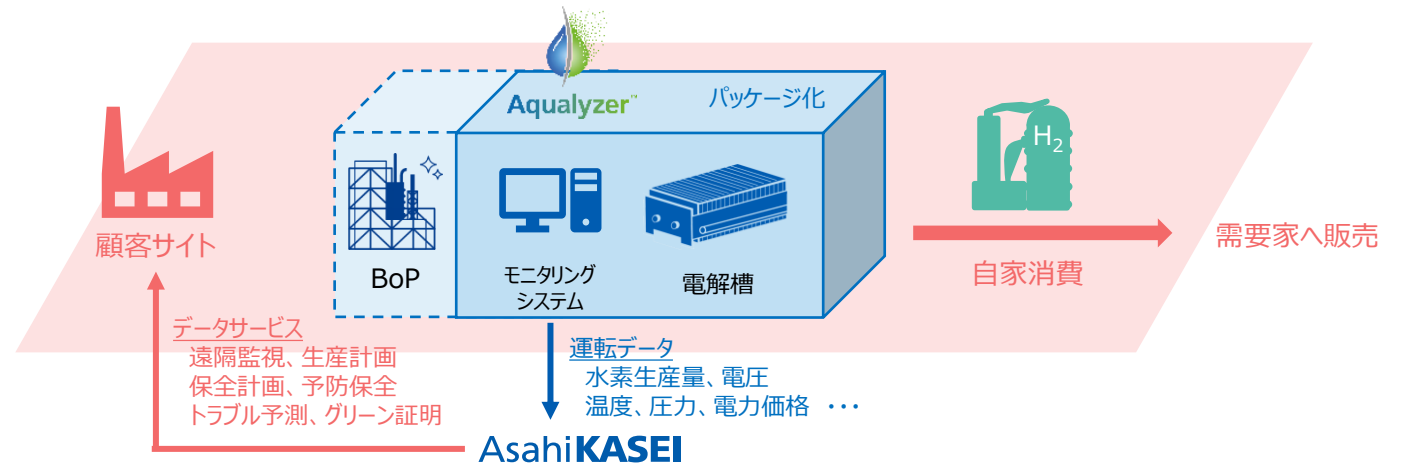 Aqualyzer™
パッケージ化
H2
顧客サイト
BoP
モニタリング
システム
電解槽
自家消費
需要家へ販売
データサービス
遠隔監視、生産計画
保全計画、予防保全
トラブル予測、グリーン証明
運転データ
水素生産量、電圧
温度、圧力、電力価格 ・・・
AsahiKASEI